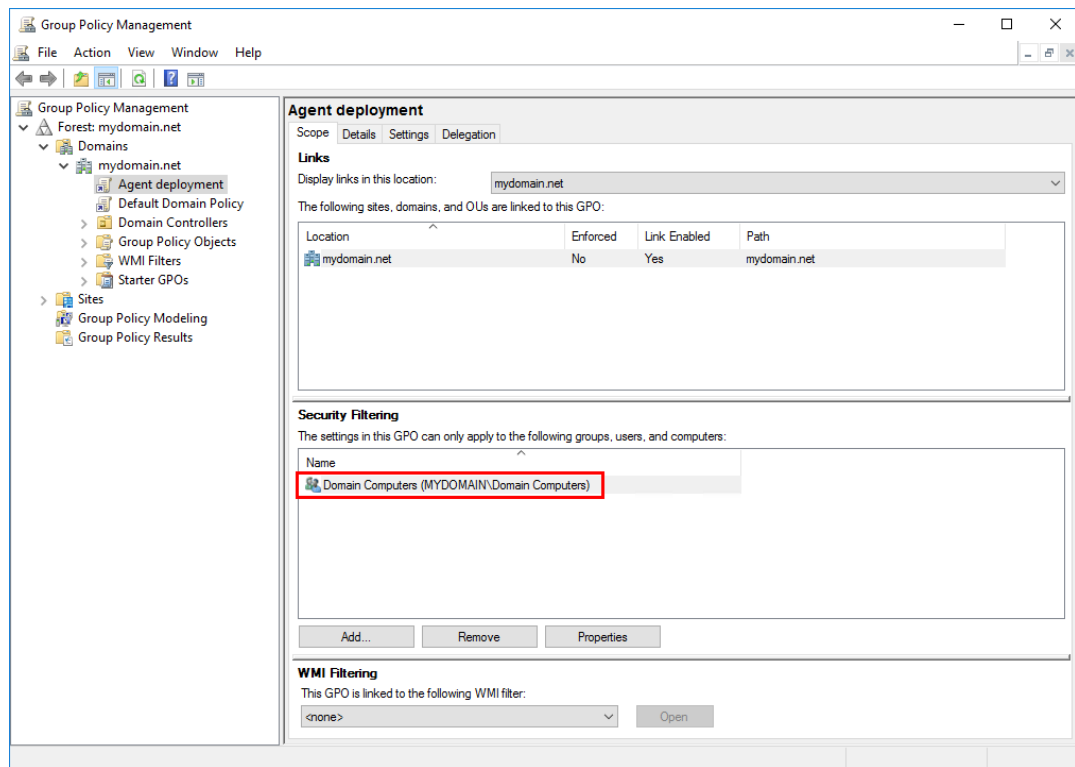 Group Policy Management
File Action View Window Help
Group Policy Management
Forest: mydomain.net
Domains
mydomain.net
Agent deployment
Default Domain Policy
Domain Controllers
Group Policy Objects
WMI Filters
Starter GPOs
Sites
Group Policy Modeling
Group Policy Results
Agent deployment
Scope Details Settings Delegation
Links
Display links in this location: mydomain.net
The following sites, domains, and OUs are linked to this GPO:
Location Enforced Link Enabled Path
mydomain.net No Yes mydomain.net
Security Filtering
The settings in this GPO can only apply to the following groups, users, and computers:
Name
Domain Computers (MYDOMAIN\Domain Computers)
Add... Remove Properties
WMI Filtering
This GPO is linked to the following WMI filter:
<none> Open